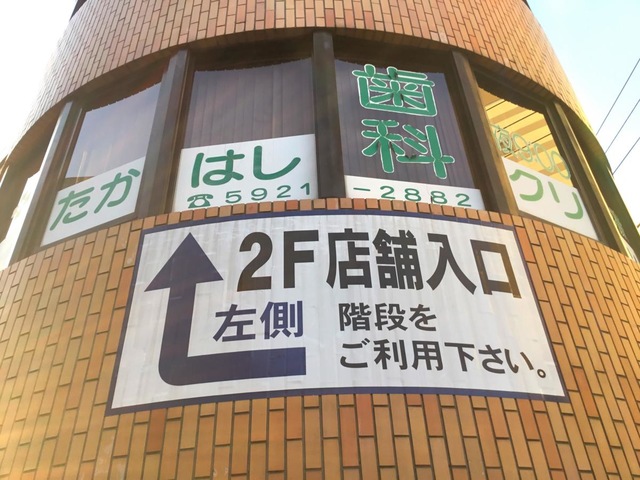 たかはし歯科クリ
☎5921-2882
2F店舗入口
左側 階段を
ご利用下さい。